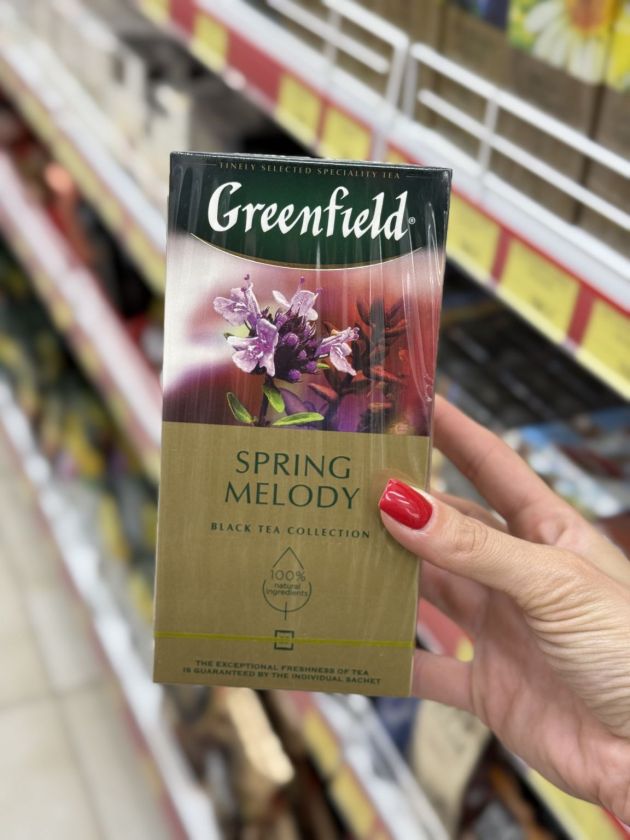 FINELY SELECTED SPECIALITY TEA
Greenfield®
SPRING
MELODY
BLACK TEA COLLECTION
100%
natural
ingredients
THE EXCEPTIONAL FRESHNESS OF TEA
IS GUARANTEED BY THE INDIVIDUAL SACHET